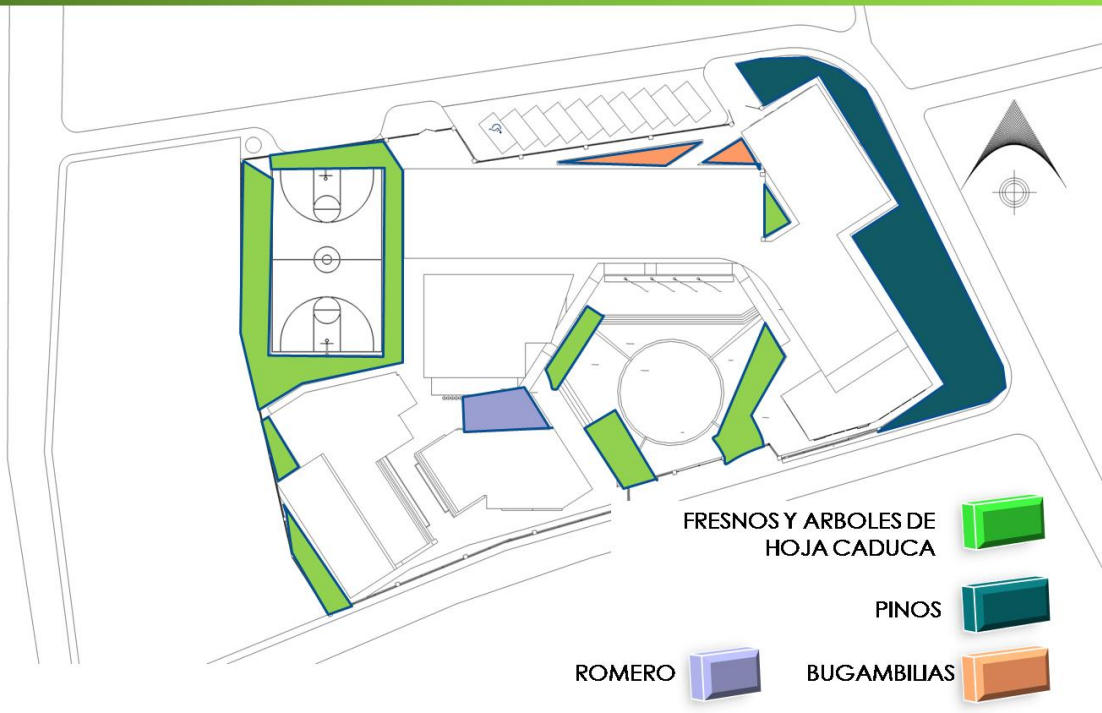 FRESNOS Y ARBOLES DE
HOJA CADUCA
PINOS
ROMERO
BUGAMBILIAS